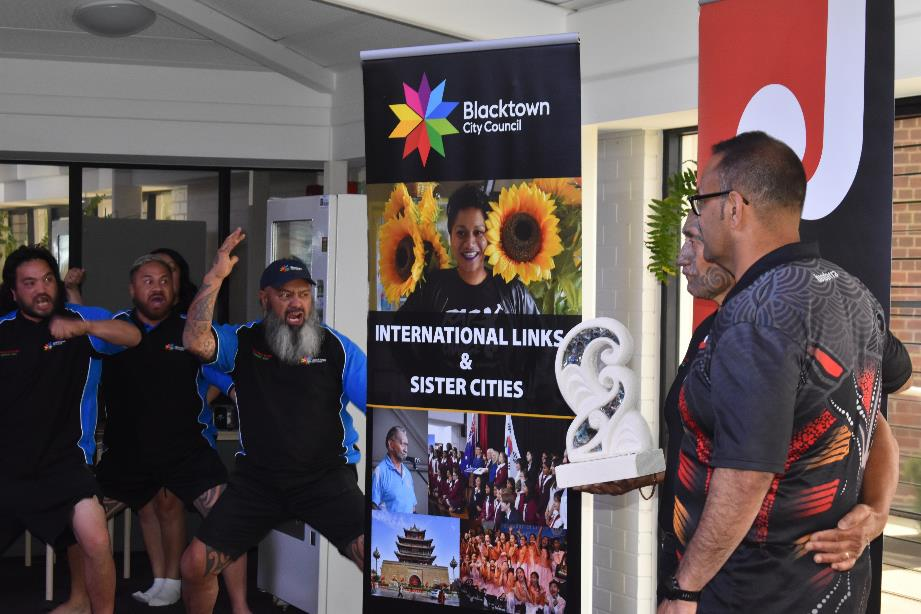 Blacktown
City Council
INTERNATIONAL LINKS
&
SISTER CITIES